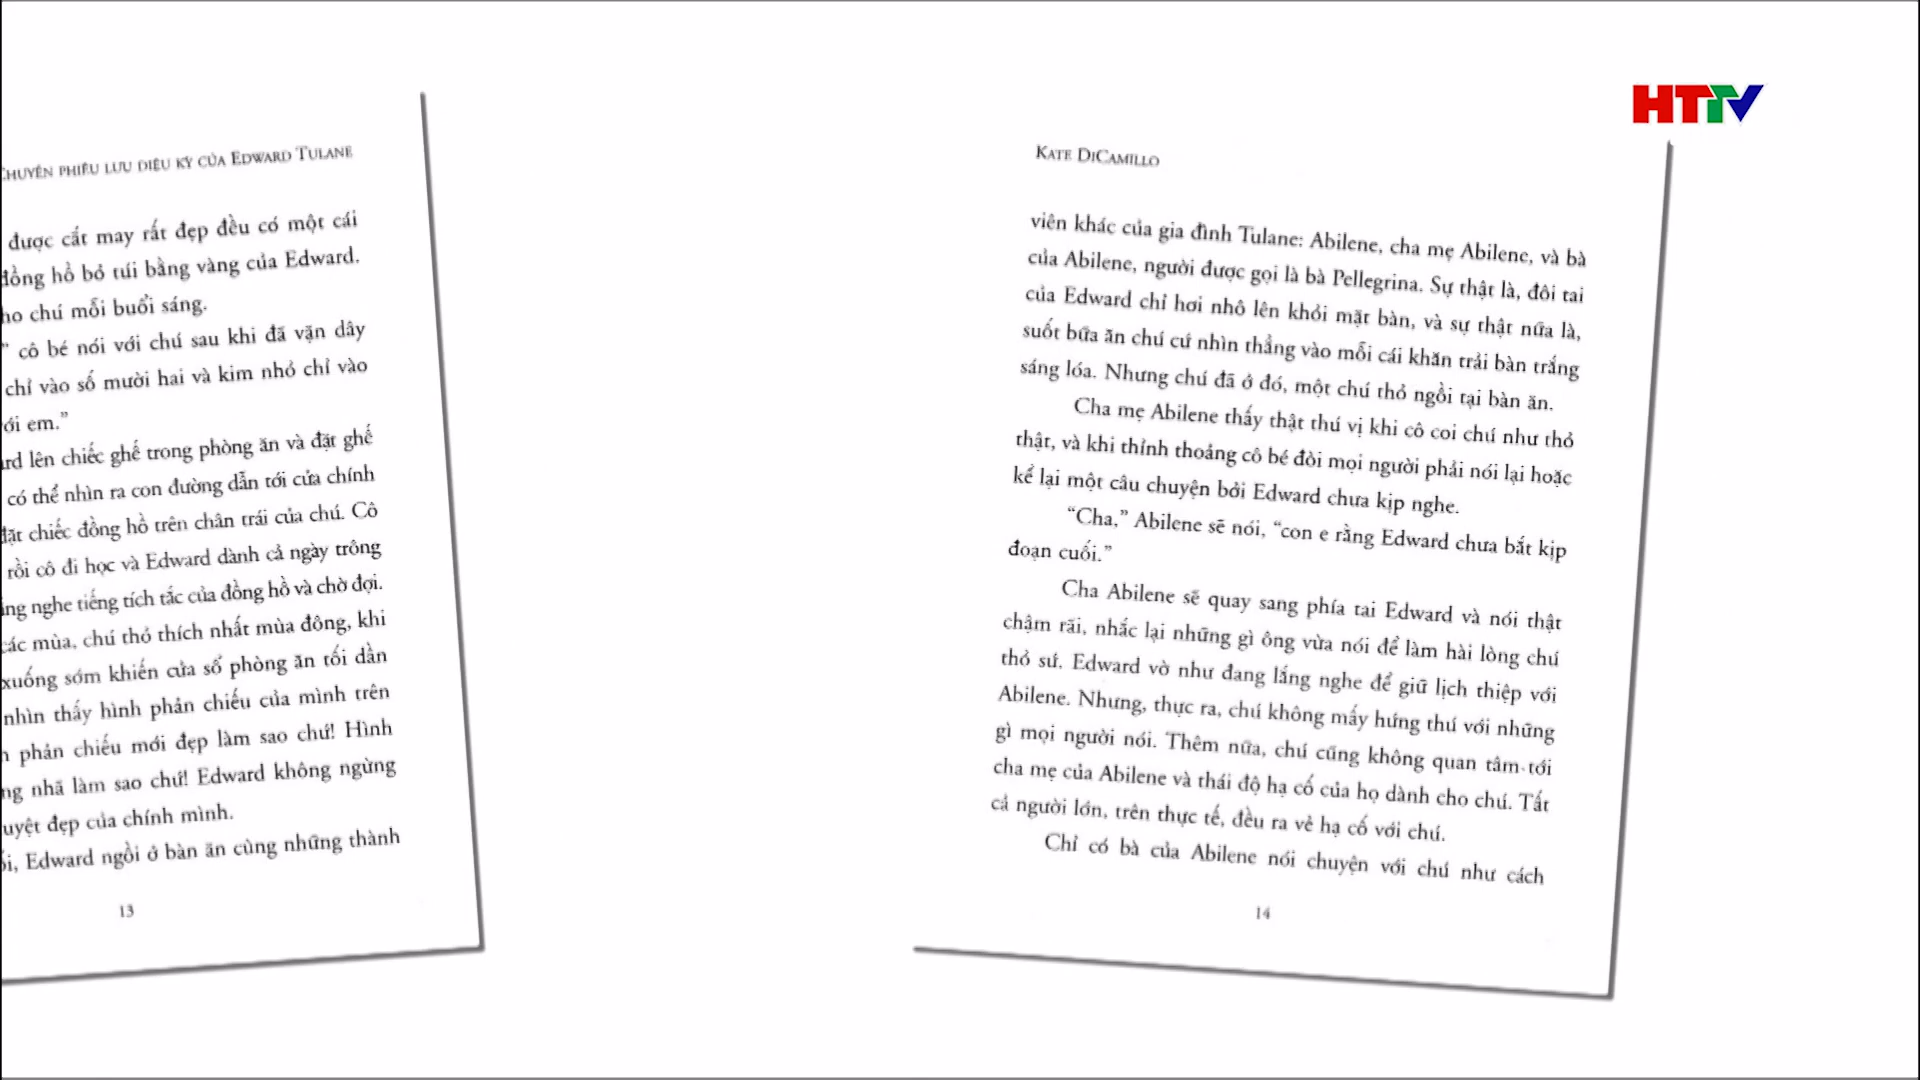 CHUYẾN PHIÊU LƯU DIỆU KỲ CỦA EDWARD TULANE
được cắt may rất đẹp đều có một cái
đồng hồ bỏ túi bằng vàng của Edward.
cho chú mỗi buổi sáng.
” cô bé nói với chú sau khi đã vặn dây
chỉ vào số mười hai và kim nhỏ chỉ vào
với em.”
lên chiếc ghế trong phòng ăn và đặt ghế
có thể nhìn ra con đường dẫn tới cửa chính
đặt chiếc đồng hồ trên chân trái của chú. Cô
rồi cô đi học và Edward dành cả ngày trông
nghe tiếng tích tắc của đồng hồ và chờ đợi.
các mùa, chú thỏ thích nhất mùa đông, khi
xuống sớm khiến cửa sổ phòng ăn tối dần
nhìn thấy hình phản chiếu của mình trên
phản chiếu mới đẹp làm sao chứ! Hình
nhã làm sao chứ! Edward không ngừng
đẹp của chính mình.
Edward ngồi ở bàn ăn cùng những thành
13
HTTV
KATE DICAMILLO
viên khác của gia đình Tulane: Abilene, cha mẹ Abilene, và bà
của Abilene, người được gọi là bà Pellegrina. Sự thật là, đôi tai
của Edward chỉ hơi nhô lên khỏi mặt bàn, và sự thật nữa là,
suốt bữa ăn chú cứ nhìn thẳng vào mỗi cái khăn trải bàn trắng
sáng lóa. Nhưng chú đã ở đó, một chú thỏ ngồi tại bàn ăn.
Cha mẹ Abilene thấy thật thú vị khi cô coi chú như thỏ
thật, và khi thỉnh thoảng cô bé đòi mọi người phải nói lại hoặc
kể lại một câu chuyện bởi Edward chưa kịp nghe.
“Cha,” Abilene sẽ nói, “con e rằng Edward chưa bắt kịp
đoạn cuối.”
Cha Abilene sẽ quay sang phía tai Edward và nói thật
chậm rãi, nhắc lại những gì ông vừa nói để làm hài lòng chú
thỏ sứ. Edward vờ như đang lắng nghe để giữ lịch thiệp với
Abilene. Nhưng, thực ra, chú không mấy hứng thú với những
gì mọi người nói. Thêm nữa, chú cũng không quan tâm tới
cha mẹ của Abilene và thái độ hạ cố của họ dành cho chú. Tất
cả người lớn, trên thực tế, đều ra vẻ hạ cố với chú.
Chỉ có bà của Abilene nói chuyện với chú như cách
14